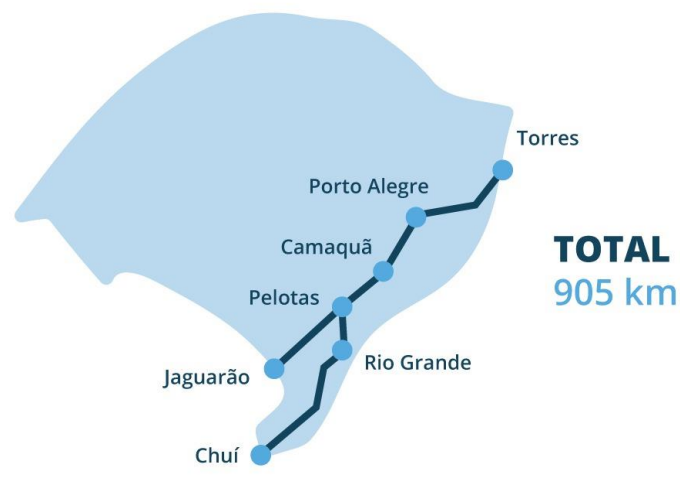 Torres
Porto Alegre
TOTAL
905 km
Camaquã
Pelotas
Jaguarão
Rio Grande
Chuí